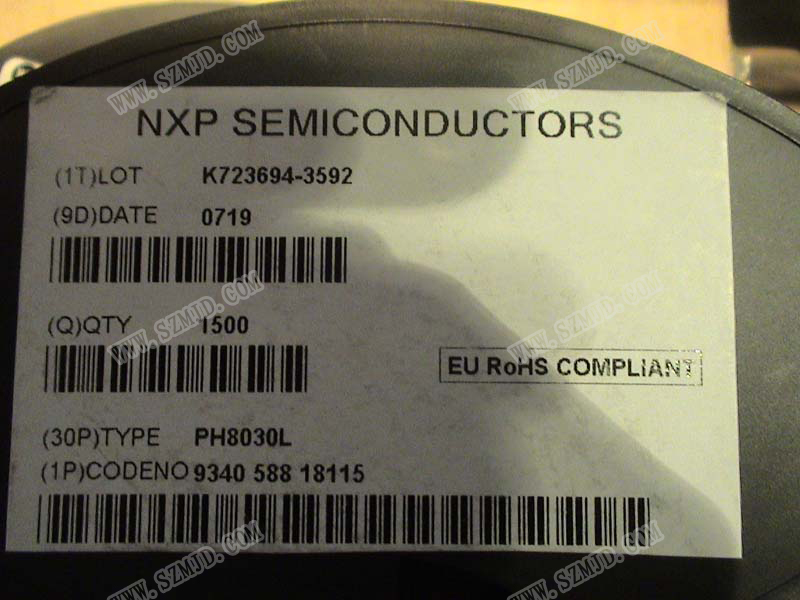 NXP SEMICONDUCTORS
(1T)LOT K723694-3592
(9D)DATE 0719
(Q)QTY 1500
EU RoHS COMPLIANT
(30P)TYPE PH8030L
(1P)CODENO 9340 588 18115
WWW.SZMJD.COM
WWW.SZMJD.COM
WWW.SZMJD.COM
WWW.SZMJD.COM
WWW.SZMJD.COM
WWW.SZMJD.COM